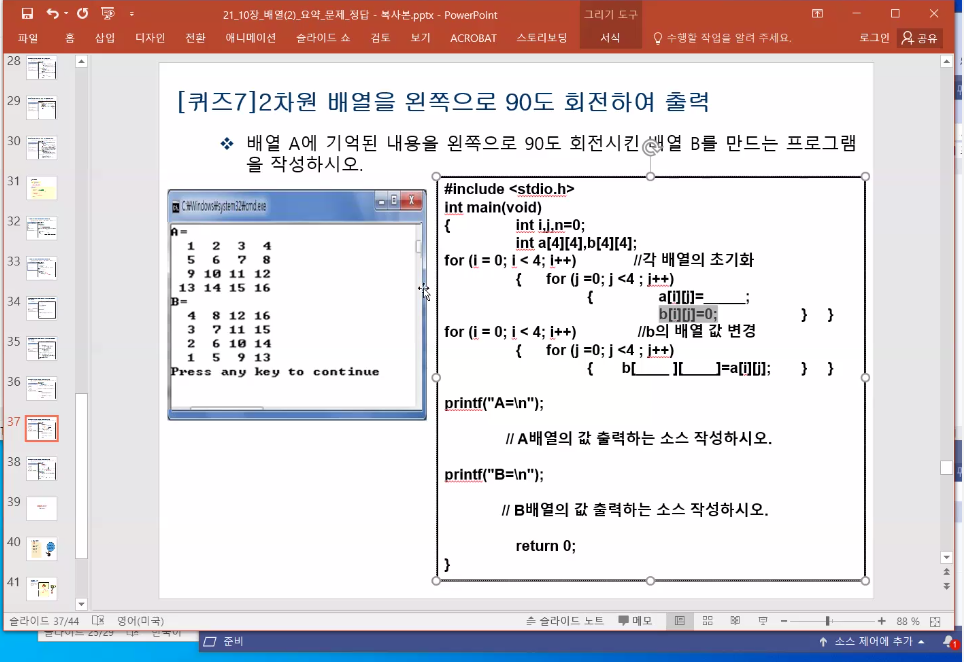 21_10장_배열(2)_요약_문제_정답 - 복사본.pptx - PowerPoint
그리기 도구
파일 홈 삽입 디자인 전환 애니메이션 슬라이드 쇼 검토 보기 ACROBAT 스토리보딩 서식 수행할 작업을 알려 주세요. 로그인 공유
28
29
30
31
32
33
34
35
36
37
38
39
40
41
[퀴즈7]2차원 배열을 왼쪽으로 90도 회전하여 출력
배열 A에 기억된 내용을 왼쪽으로 90도 회전시킨 배열 B를 만드는 프로그램
을 작성하시오.
C:\Windows\system32\cmd.exe
A=
1 2 3 4
5 6 7 8
9 10 11 12
13 14 15 16
B=
4 8 12 16
3 7 11 15
2 6 10 14
1 5 9 13
Press any key to continue
#include <stdio.h>
int main(void)
{ int i,j,n=0;
int a[4][4],b[4][4];
for (i = 0; i < 4; i++) //각 배열의 초기화
{ for (j =0; j <4 ; j++)
{ a[i][j]=_____;
b[i][j]=0; } }
for (i = 0; i < 4; i++) //b의 배열 값 변경
{ for (j =0; j <4 ; j++)
{ b[____ ][____]=a[i][j]; } }
printf("A=\n");
// A배열의 값 출력하는 소스 작성하시오.
printf("B=\n");
// B배열의 값 출력하는 소스 작성하시오.
return 0;
}
슬라이드 37/44 영어(미국) 슬라이드 노트 메모 88 %
슬라이드 25/29 한국어
준비 소스 제어에 추가 1